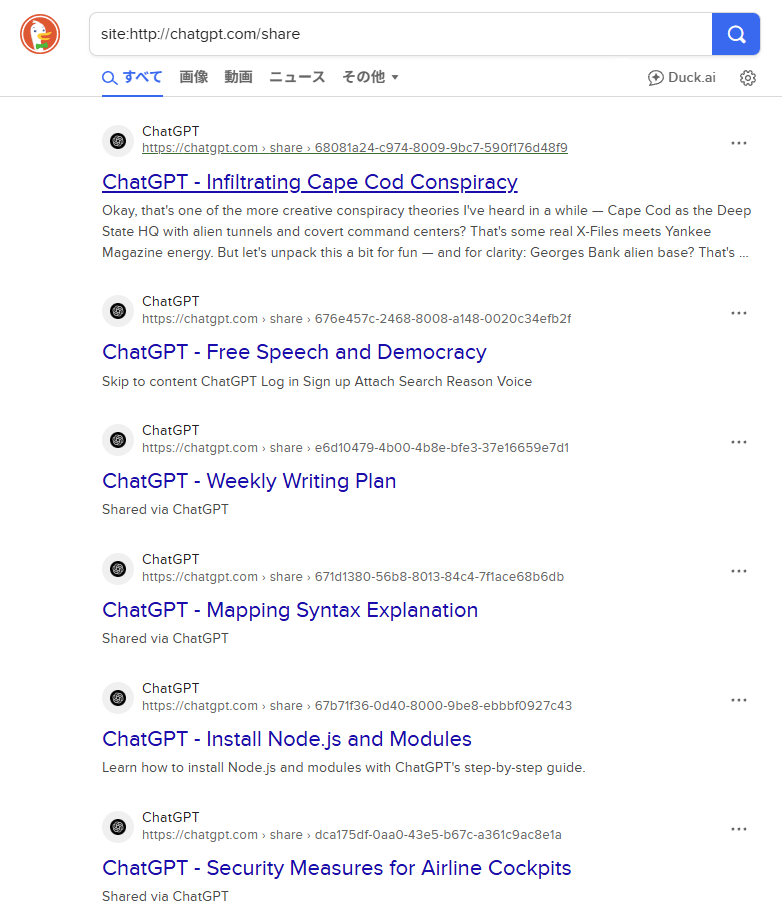 site:http://chatgpt.com/share
すべて 画像 動画 ニュース その他 Duck.ai
ChatGPT
https://chatgpt.com › share › 68081a24-c974-8009-9bc7-590f176d48f9
ChatGPT - Infiltrating Cape Cod Conspiracy
Okay, that's one of the more creative conspiracy theories I've heard in a while — Cape Cod as the Deep
State HQ with alien tunnels and covert command centers? That's some real X-Files meets Yankee
Magazine energy. But let's unpack this a bit for fun — and for clarity: Georges Bank alien base? That's ...
ChatGPT
https://chatgpt.com › share › 676e457c-2468-8008-a148-0020c34efb2f
ChatGPT - Free Speech and Democracy
Skip to content ChatGPT Log in Sign up Attach Search Reason Voice
ChatGPT
https://chatgpt.com › share › e6d10479-4b00-4b8e-bfe3-37e16659e7d1
ChatGPT - Weekly Writing Plan
Shared via ChatGPT
ChatGPT
https://chatgpt.com › share › 671d1380-56b8-8013-84c4-7f1ace68b6db
ChatGPT - Mapping Syntax Explanation
Shared via ChatGPT
ChatGPT
https://chatgpt.com › share › 67b71f36-0d40-8000-9be8-ebbbf0927c43
ChatGPT - Install Node.js and Modules
Learn how to install Node.js and modules with ChatGPT's step-by-step guide.
ChatGPT
https://chatgpt.com › share › dca175df-0aa0-43e5-b67c-a361c9ac8e1a
ChatGPT - Security Measures for Airline Cockpits
Shared via ChatGPT